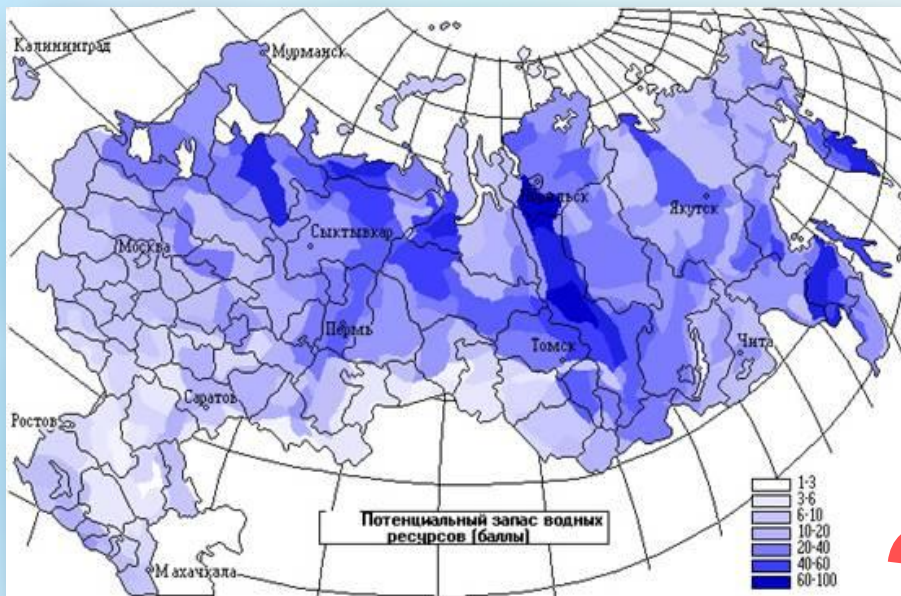 Калининград
Мурманск
Сыктывкар
Якутск
Москва
Пермь
Томск
Чита
Саратов
Ростов
Махачкала
Потенциальный запас водных
ресурсов (баллы)
1-3
3-6
6-10
10-20
20-40
40-60
60-100